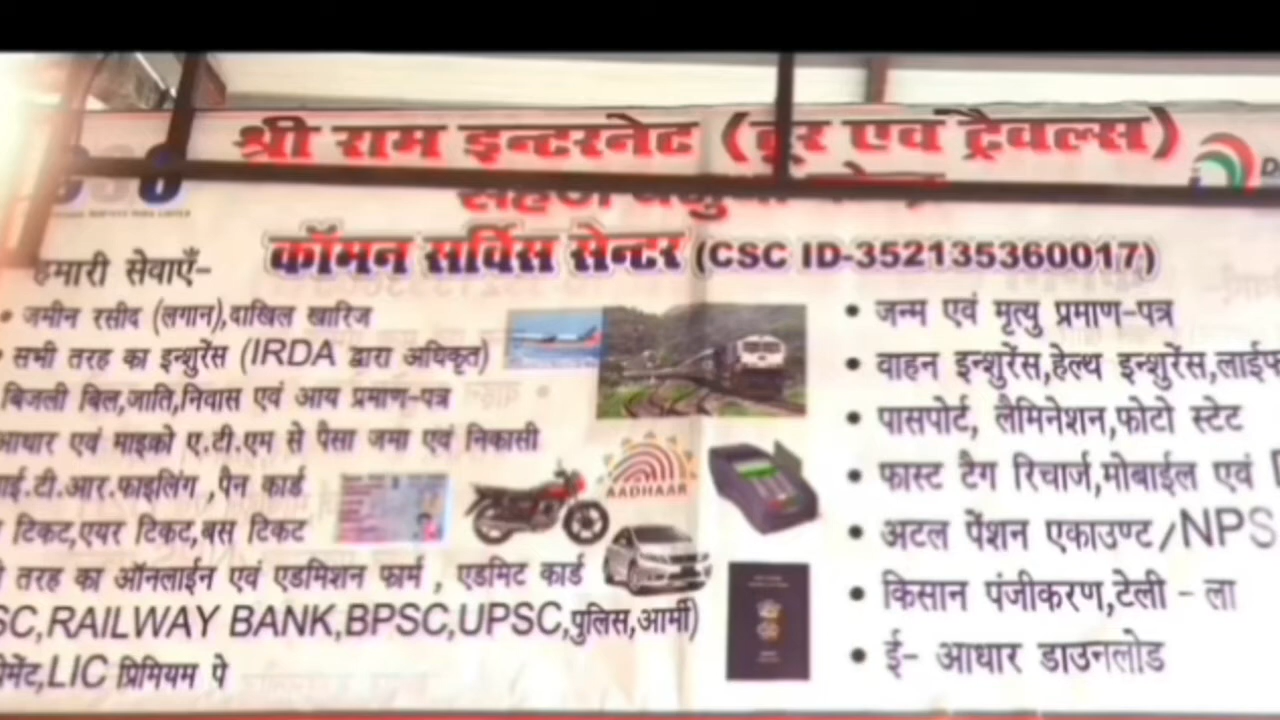 श्री राम इन्टरनेट (टूर एव ट्रैवल्स)
कॉमन सर्विस सेन्टर (CSC ID-352135360017)
हमारी सेवाएँ-
• जमीन रसीद (लगान),दाखिल खारिज
• सभी तरह का इन्शुरेंस (IRDA द्वारा अधिकृत)
बिजली बिल,जाति,निवास एवं आय प्रमाण-पत्र
आधार एवं माइक्रो ए.टी.एम से पैसा जमा एवं निकासी
आई.टी.आर.फाइलिंग ,पैन कार्ड
टिकट,एयर टिकट,बस टिकट
तरह का ऑनलाईन एवं एडमिशन फार्म , एडमिट कार्ड
SC,RAILWAY BANK,BPSC,UPSC,पुलिस,आर्मी)
LIC प्रिमियम पे
AADHAAR
• जन्म एवं मृत्यु प्रमाण-पत्र
• वाहन इन्शुरेंस,हेल्थ इन्शुरेंस,लाईफ
• पासपोर्ट, लैमिनेशन,फोटो स्टेट
• फास्ट टैग रिचार्ज,मोबाईल एवं
• अटल पेंशन एकाउण्ट/NPS
• किसान पंजीकरण,टेली - ला
• ई- आधार डाउनलोड